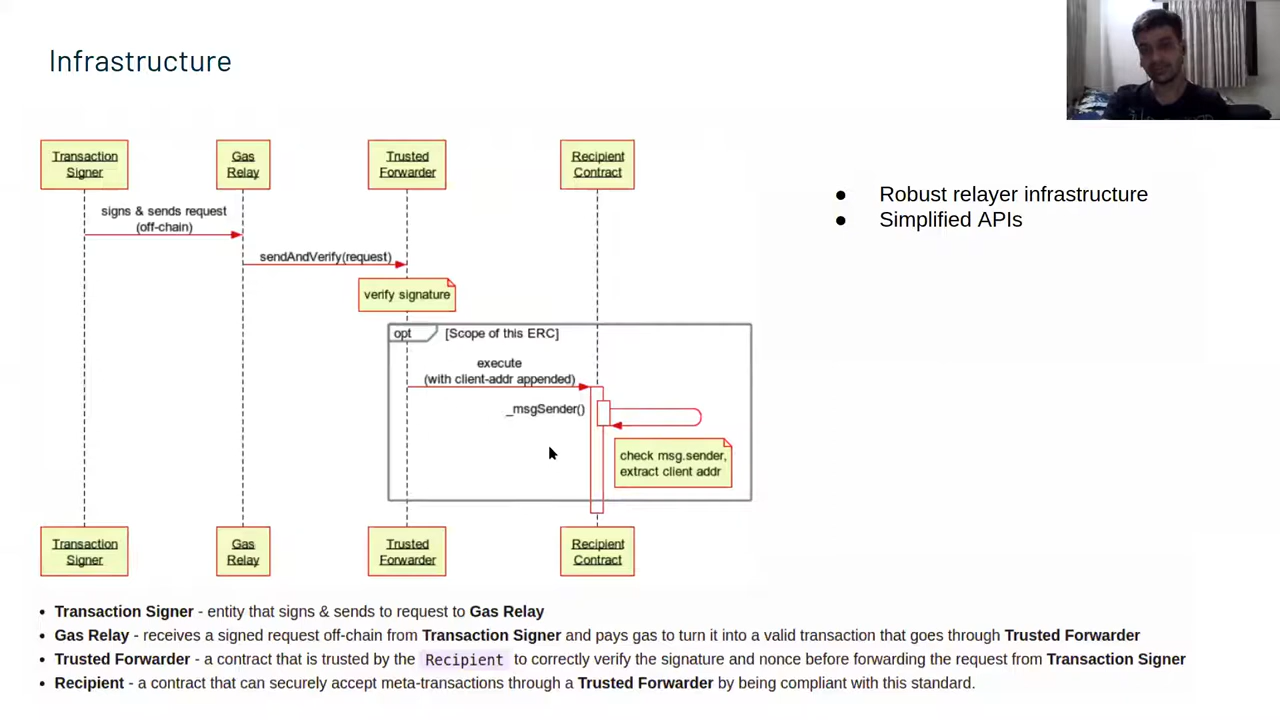 Infrastructure
Transaction
Signer
Gas
Relay
Trusted
Forwarder
Recipient
Contract
signs & sends request
(off-chain)
sendAndVerify(request)
verify signature
opt
[Scope of this ERC]
execute
(with client-addr appended)
_msgSender()
check msg.sender,
extract client addr
Transaction
Signer
Gas
Relay
Trusted
Forwarder
Recipient
Contract
● Robust relayer infrastructure
● Simplified APIs
• Transaction Signer - entity that signs & sends to request to Gas Relay
• Gas Relay - receives a signed request off-chain from Transaction Signer and pays gas to turn it into a valid transaction that goes through Trusted Forwarder
• Trusted Forwarder - a contract that is trusted by the Recipient to correctly verify the signature and nonce before forwarding the request from Transaction Signer
• Recipient - a contract that can securely accept meta-transactions through a Trusted Forwarder by being compliant with this standard.